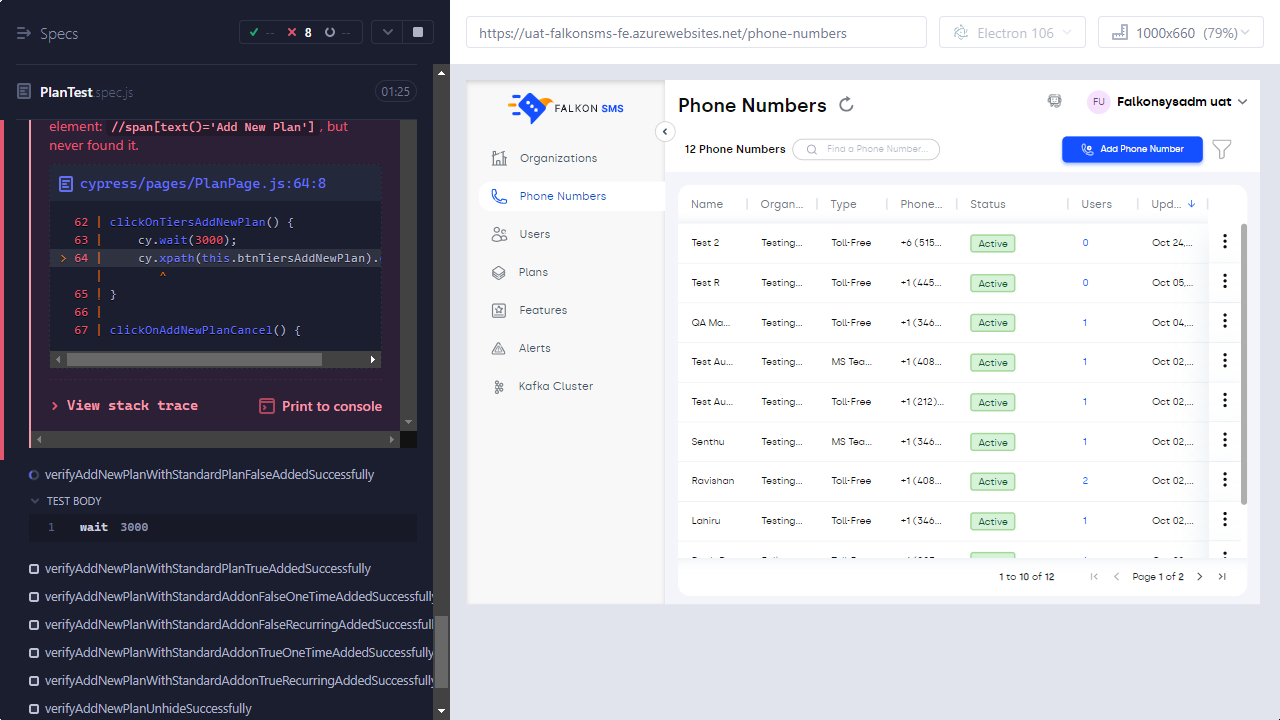 Specs
-- 8 --
PlanTest spec.js
01:25
element: //span[text()='Add New Plan'] , but
never found it.
cypress/pages/PlanPage.js:64:8
62 | clickOnTiersAddNewPlan() {
63 | cy.wait(3000);
> 64 | cy.xpath(this.btnTiersAddNewPlan).
| ^
65 | }
66 |
67 | clickOnAddNewPlanCancel() {
> View stack trace
Print to console
verifyAddNewPlanWithStandardPlanFalseAddedSuccessfully
TEST BODY
1 wait 3000
verifyAddNewPlanWithStandardPlanTrueAddedSuccessfully
verifyAddNewPlanWithStandardAddonFalseOneTimeAddedSuccessfully
verifyAddNewPlanWithStandardAddonFalseRecurringAddedSuccessfull
verifyAddNewPlanWithStandardAddonTrueOneTimeAddedSuccessfully
verifyAddNewPlanWithStandardAddonTrueRecurringAddedSuccessfully
verifyAddNewPlanUnhideSuccessfully
https://uat-falkonsms-fe.azurewebsites.net/phone-numbers
Electron 106
1000x660 (79%)
FALKON SMS
Organizations
Phone Numbers
Users
Plans
Features
Alerts
Kafka Cluster
Phone Numbers
FU Falkonsysadm uat
12 Phone Numbers
Find a Phone Number...
Add Phone Number
Name Organ... Type Phone... Status Users Upd...
Test 2 Testing... Toll-Free +6 (515... Active 0 Oct 24,...
Test R Testing... Toll-Free +1 (445... Active 0 Oct 05,...
QA Ma... Testing... Toll-Free +1 (346... Active 1 Oct 04,...
Test Au... Testing... MS Tea... +1 (408... Active 1 Oct 02,...
Test Au... Testing... Toll-Free +1 (212)... Active 1 Oct 02,...
Senthu Testing... MS Tea... +1 (346... Active 1 Oct 02,...
Ravishan Testing... Toll-Free +1 (408... Active 2 Oct 02,...
Lahiru Testing... Toll-Free +1 (346... Active 1 Oct 02,...
1 to 10 of 12
Page 1 of 2